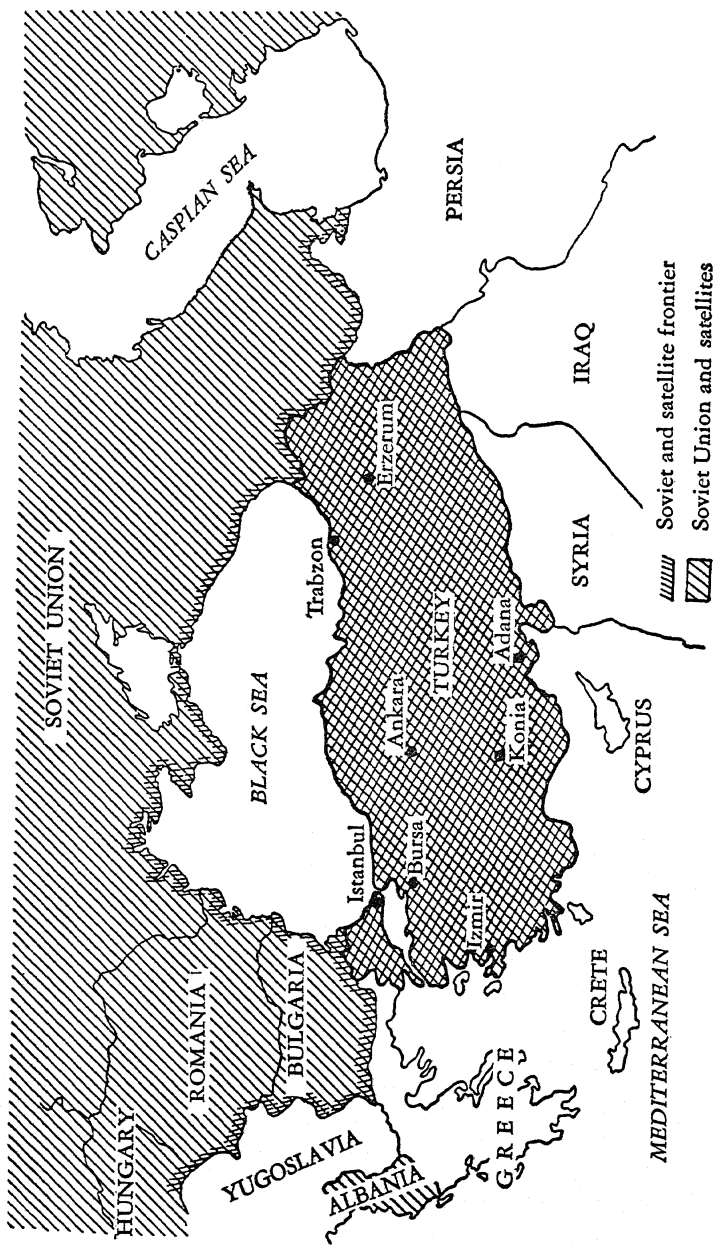 SOVIET UNION
CASPIAN SEA
HUNGARY
ROMANIA
BLACK SEA
BULGARIA
YUGOSLAVIA
ALBANIA
GREECE
Istanbul
Bursa
Izmir
Ankara
Konia
TURKEY
Adana
Trabzon
Erzerum
PERSIA
IRAQ
SYRIA
CYPRUS
CRETE
MEDITERRANEAN SEA
Soviet and satellite frontier
Soviet Union and satellites